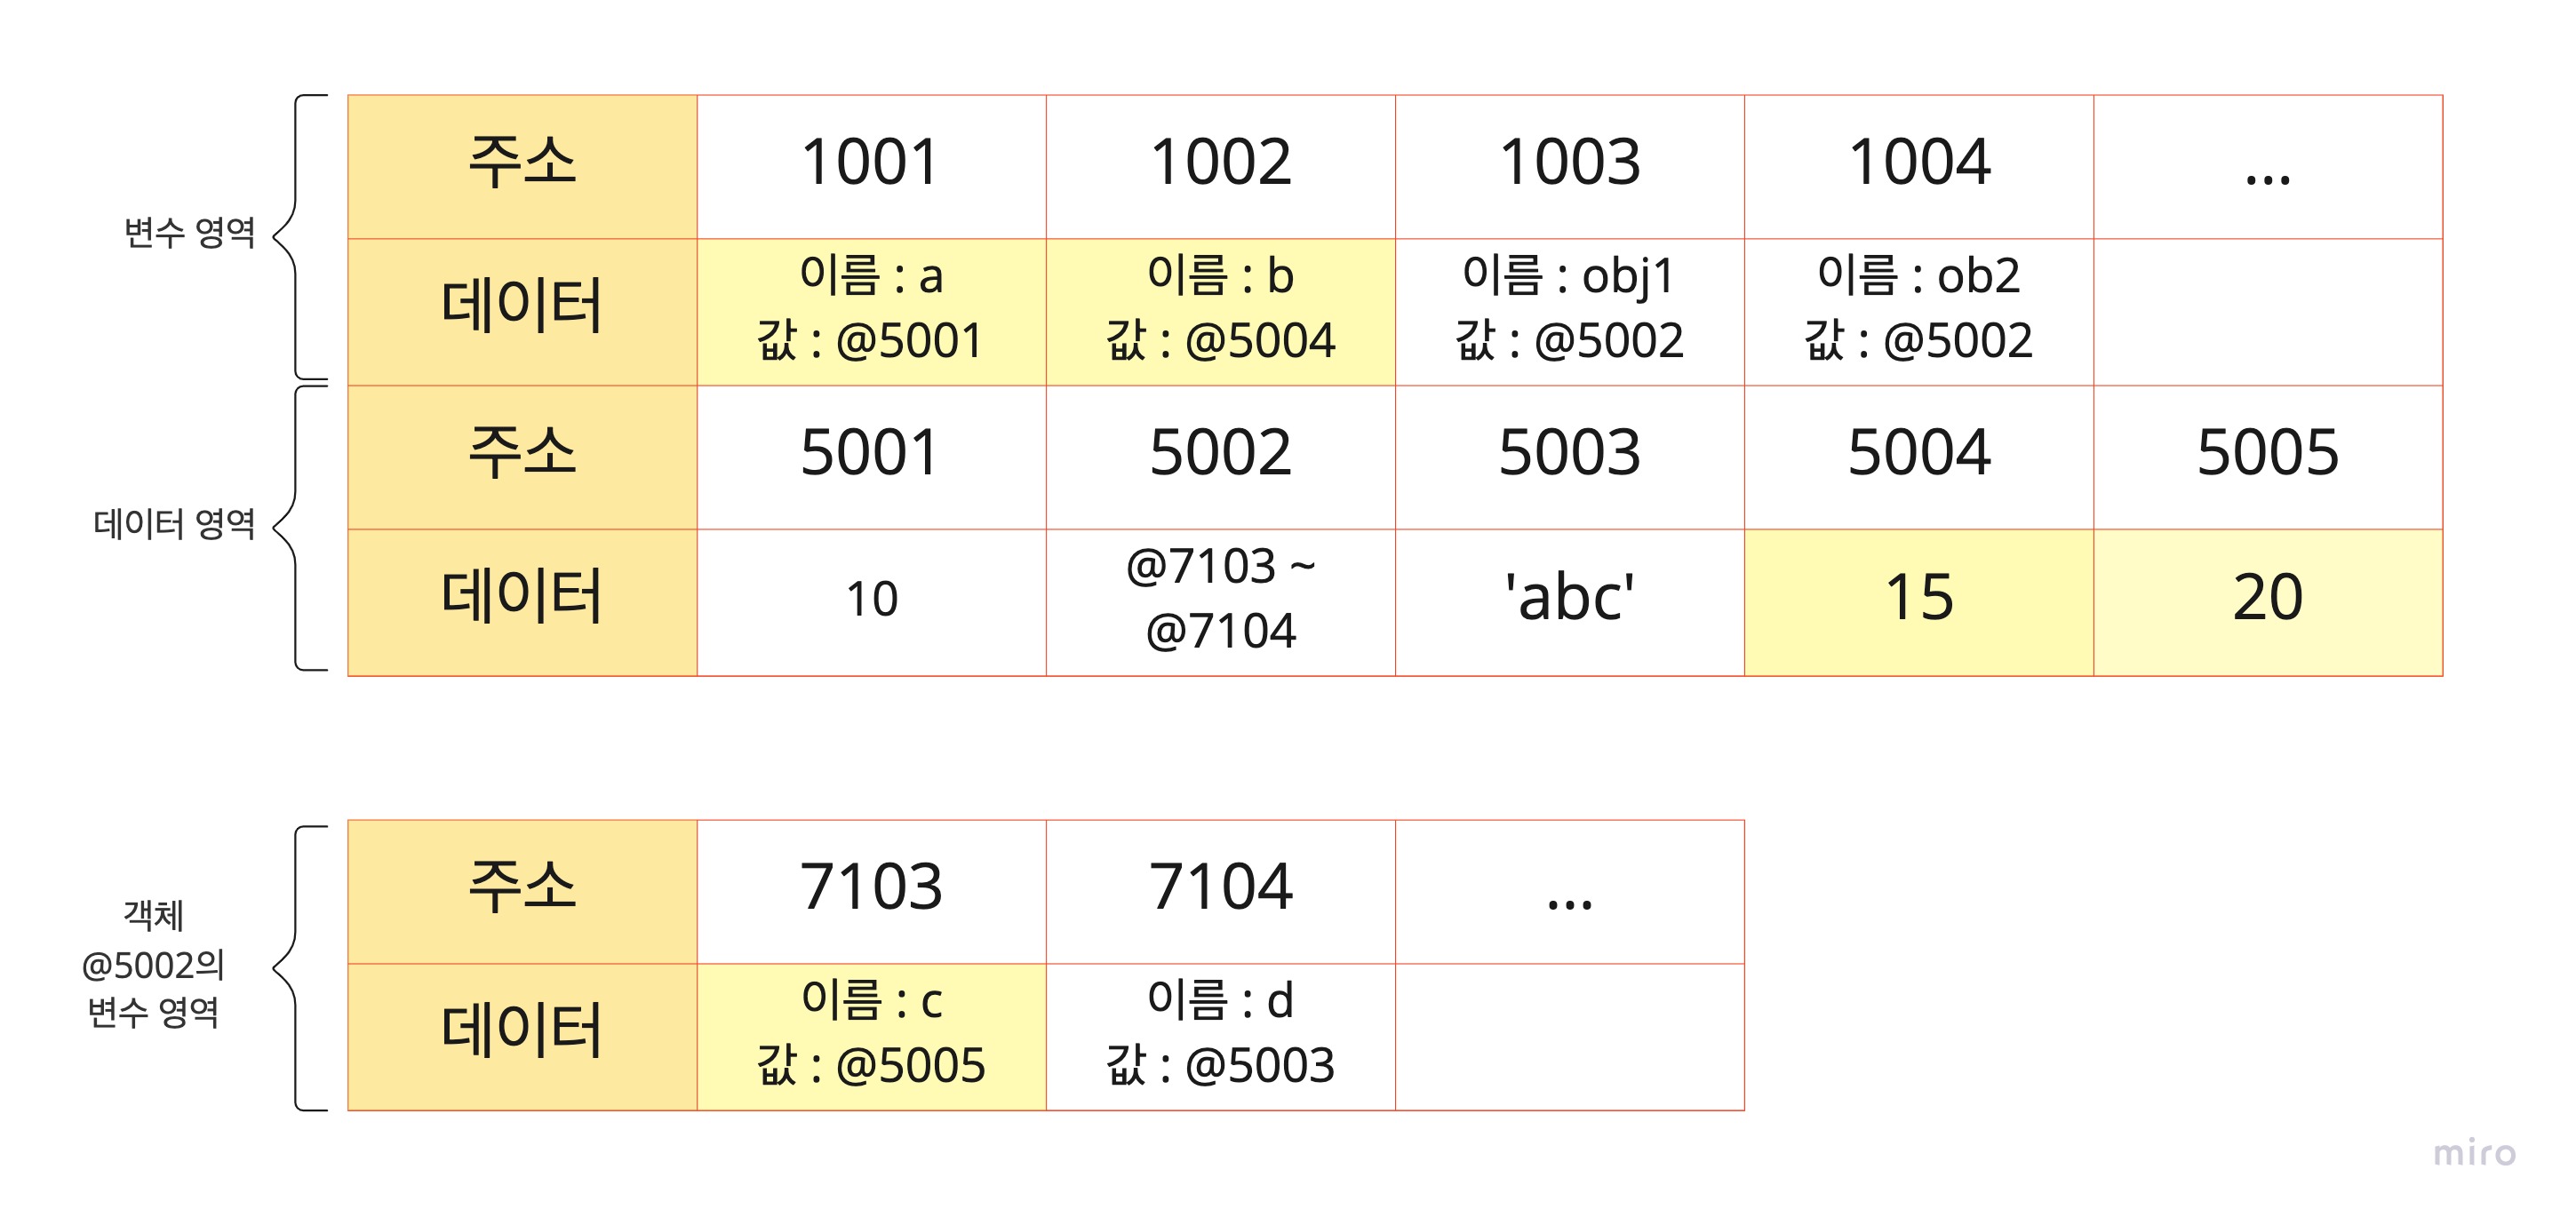 변수 영역
주소 1001 1002 1003 1004 ...
데이터
이름 : a
값 : @5001
이름 : b
값 : @5004
이름 : obj1
값 : @5002
이름 : ob2
값 : @5002
데이터 영역
주소 5001 5002 5003 5004 5005
데이터
10
@7103 ~
@7104
'abc'
15
20
객체
@5002의
변수 영역
주소 7103 7104 ...
데이터
이름 : c
값 : @5005
이름 : d
값 : @5003
miro